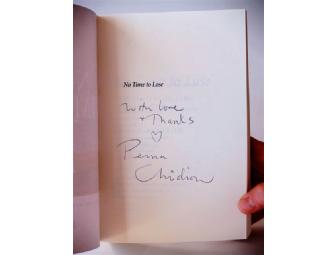 No Time to Lose
With love
+ Thanks
♡
Pema
Chödrön